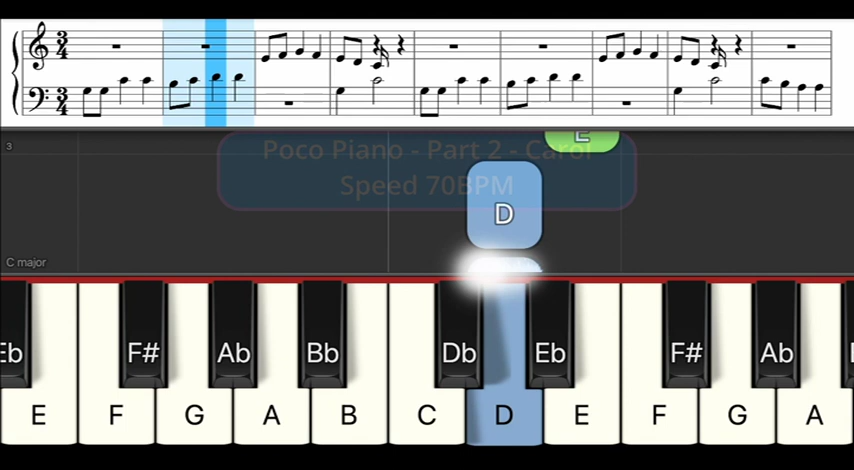 3
4
3
4
E
3
Poco Piano - Part 2 - Carol
Speed 70BPM
D
C major
Eb F# Ab Bb Db Eb F# Ab
E F G A B C D E F G A